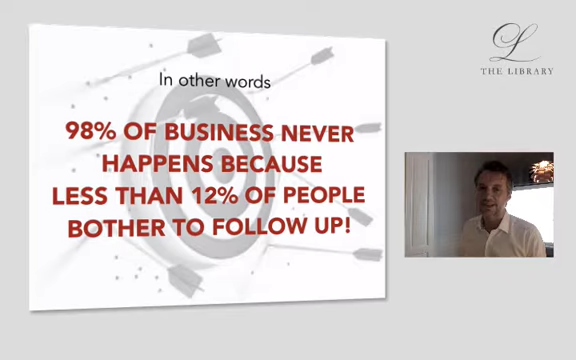 In other words
98% OF BUSINESS NEVER
HAPPENS BECAUSE
LESS THAN 12% OF PEOPLE
BOTHER TO FOLLOW UP!
L
THE LIBRARY